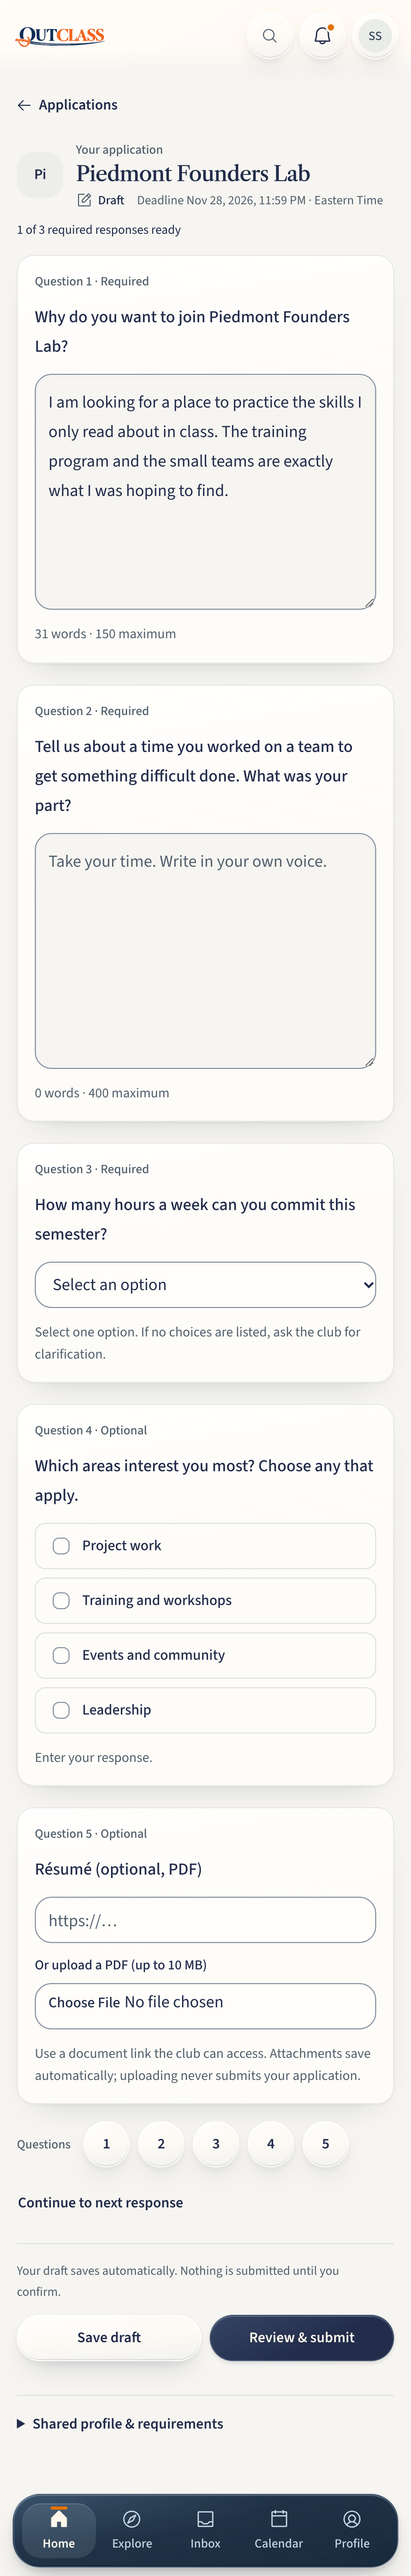 OUTCLASS
SS
Applications
Pi
Your application
Piedmont Founders Lab
Draft Deadline Nov 28, 2026, 11:59 PM · Eastern Time
1 of 3 required responses ready
Question 1 · Required
Why do you want to join Piedmont Founders
Lab?
I am looking for a place to practice the skills I
only read about in class. The training
program and the small teams are exactly
what I was hoping to find.
31 words · 150 maximum
Question 2 · Required
Tell us about a time you worked on a team to
get something difficult done. What was your
part?
Take your time. Write in your own voice.
0 words · 400 maximum
Question 3 · Required
How many hours a week can you commit this
semester?
Select an option
Select one option. If no choices are listed, ask the club for
clarification.
Question 4 · Optional
Which areas interest you most? Choose any that
apply.
Project work
Training and workshops
Events and community
Leadership
Enter your response.
Question 5 · Optional
Résumé (optional, PDF)
https://…
Or upload a PDF (up to 10 MB)
Choose File No file chosen
Use a document link the club can access. Attachments save
automatically; uploading never submits your application.
Questions 1 2 3 4 5
Continue to next response
Your draft saves automatically. Nothing is submitted until you
confirm.
Save draft Review & submit
Shared profile & requirements
Home Explore Inbox Calendar Profile